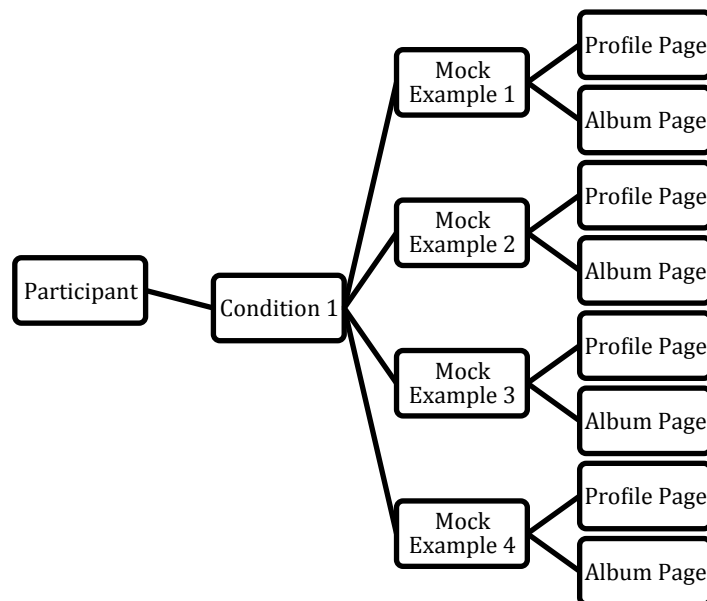 Participant
Condition 1
Mock
Example 1
Profile Page
Album Page
Mock
Example 2
Profile Page
Album Page
Mock
Example 3
Profile Page
Album Page
Mock
Example 4
Profile Page
Album Page